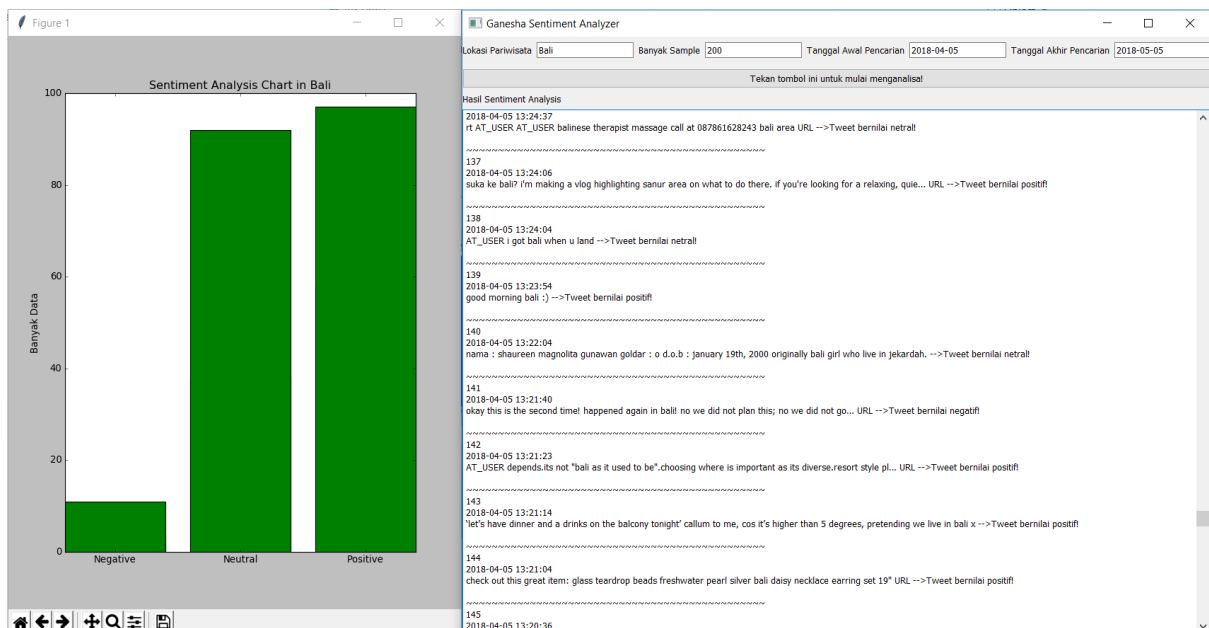 Figure 1
Sentiment Analysis Chart in Bali
100
80
60
40
20
0
Banyak Data
Negative Neutral Positive
Ganesha Sentiment Analyzer
Lokasi Pariwisata Bali Banyak Sample 200 Tanggal Awal Pencarian 2018-04-05 Tanggal Akhir Pencarian 2018-05-05
Tekan tombol ini untuk mulai menganalisa!
Hasil Sentiment Analysis
2018-04-05 13:24:37
rt AT_USER AT_USER balinese therapist massage call at 087861628243 bali area URL -->Tweet bernilai netral!
~~~~~~~~~~~~~~~~~~~~~~~~~~~~~~~~~~~~~~~~~~~~~~~
137
2018-04-05 13:24:06
suka ke bali? i'm making a vlog highlighting sanur area on what to do there. if you're looking for a relaxing, quie... URL -->Tweet bernilai positif!
~~~~~~~~~~~~~~~~~~~~~~~~~~~~~~~~~~~~~~~~~~~~~~~
138
2018-04-05 13:24:04
AT_USER i got bali when u land -->Tweet bernilai netral!
~~~~~~~~~~~~~~~~~~~~~~~~~~~~~~~~~~~~~~~~~~~~~~~
139
2018-04-05 13:23:54
good morning bali :) -->Tweet bernilai positif!
~~~~~~~~~~~~~~~~~~~~~~~~~~~~~~~~~~~~~~~~~~~~~~~
140
2018-04-05 13:22:04
nama : shaureen magnolita gunawan goldar : o d.o.b : january 19th, 2000 originally bali girl who live in jekardah. -->Tweet bernilai netral!
~~~~~~~~~~~~~~~~~~~~~~~~~~~~~~~~~~~~~~~~~~~~~~~
141
2018-04-05 13:21:40
okay this is the second time! happened again in bali! no we did not plan this; no we did not go... URL -->Tweet bernilai negatif!
~~~~~~~~~~~~~~~~~~~~~~~~~~~~~~~~~~~~~~~~~~~~~~~
142
2018-04-05 13:21:23
AT_USER depends.its not "bali as it used to be".choosing where is important as its diverse.resort style pl... URL -->Tweet bernilai positif!
~~~~~~~~~~~~~~~~~~~~~~~~~~~~~~~~~~~~~~~~~~~~~~~
143
2018-04-05 13:21:14
'let's have dinner and a drinks on the balcony tonight' callum to me, cos it's higher than 5 degrees, pretending we live in bali x -->Tweet bernilai positif!
~~~~~~~~~~~~~~~~~~~~~~~~~~~~~~~~~~~~~~~~~~~~~~~
144
2018-04-05 13:21:04
check out this great item: glass teardrop beads freshwater pearl silver bali daisy necklace earring set 19" URL -->Tweet bernilai positif!
~~~~~~~~~~~~~~~~~~~~~~~~~~~~~~~~~~~~~~~~~~~~~~~
145
2018-04-05 13:20:36